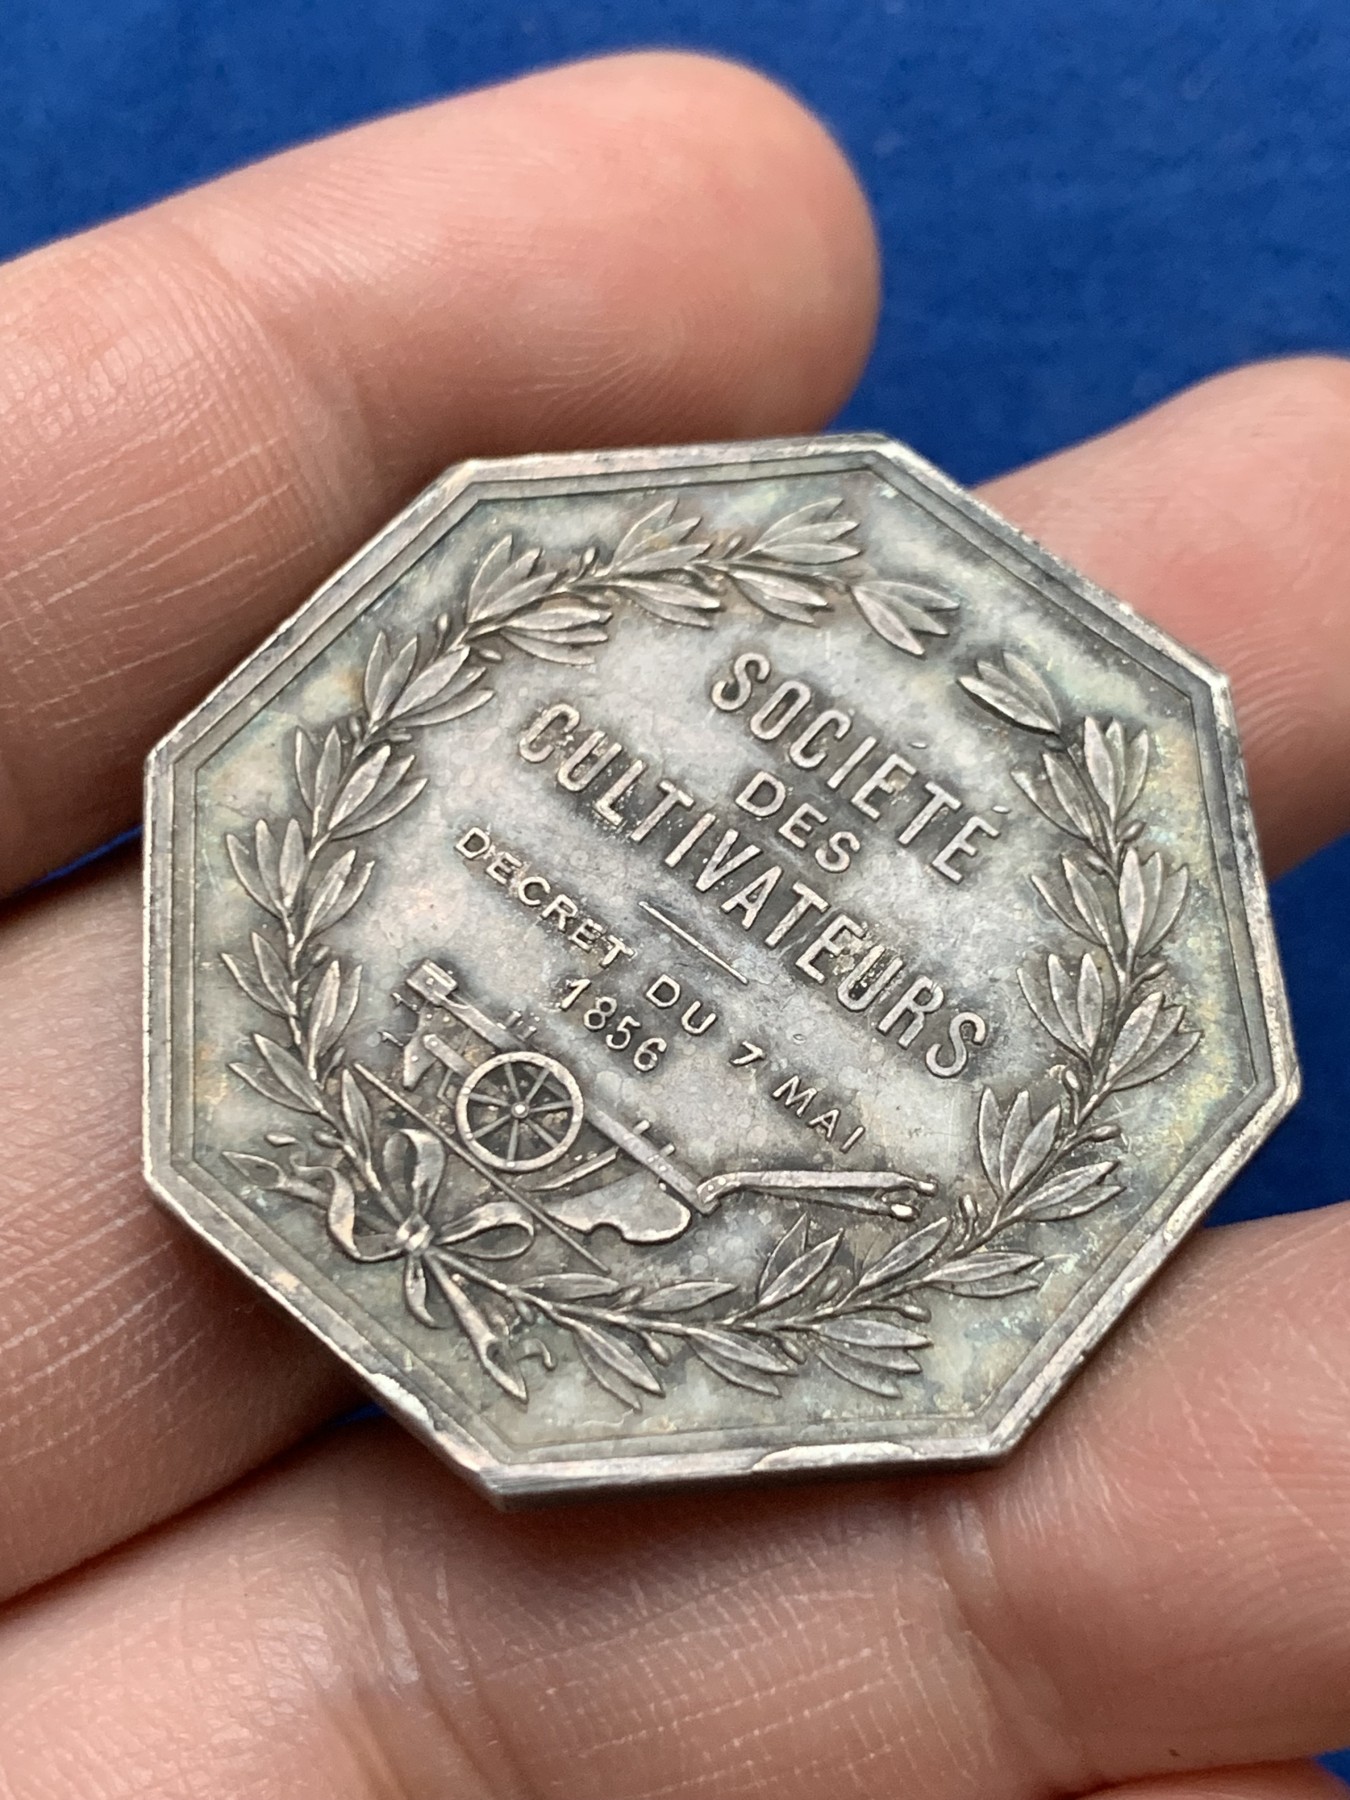 SOCIÉTÉ
DES
CULTIVATEURS
DÉCRET DU 7 MAI
1856